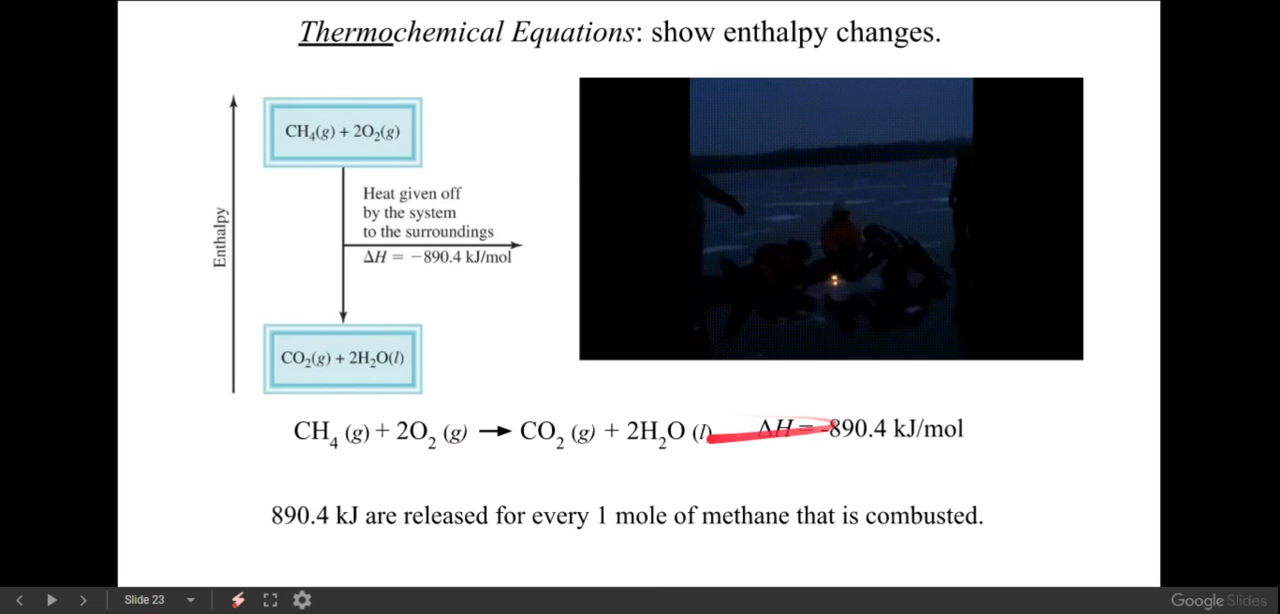 Thermochemical Equations: show enthalpy changes.
Enthalpy
CH₄(g) + 2O₂(g)
Heat given off
by the system
to the surroundings
ΔH = −890.4 kJ/mol
CO₂(g) + 2H₂O(l)
CH₄ (g) + 2O₂ (g) → CO₂ (g) + 2H₂O (l) ΔH = -890.4 kJ/mol
890.4 kJ are released for every 1 mole of methane that is combusted.
Slide 23
Google Slides